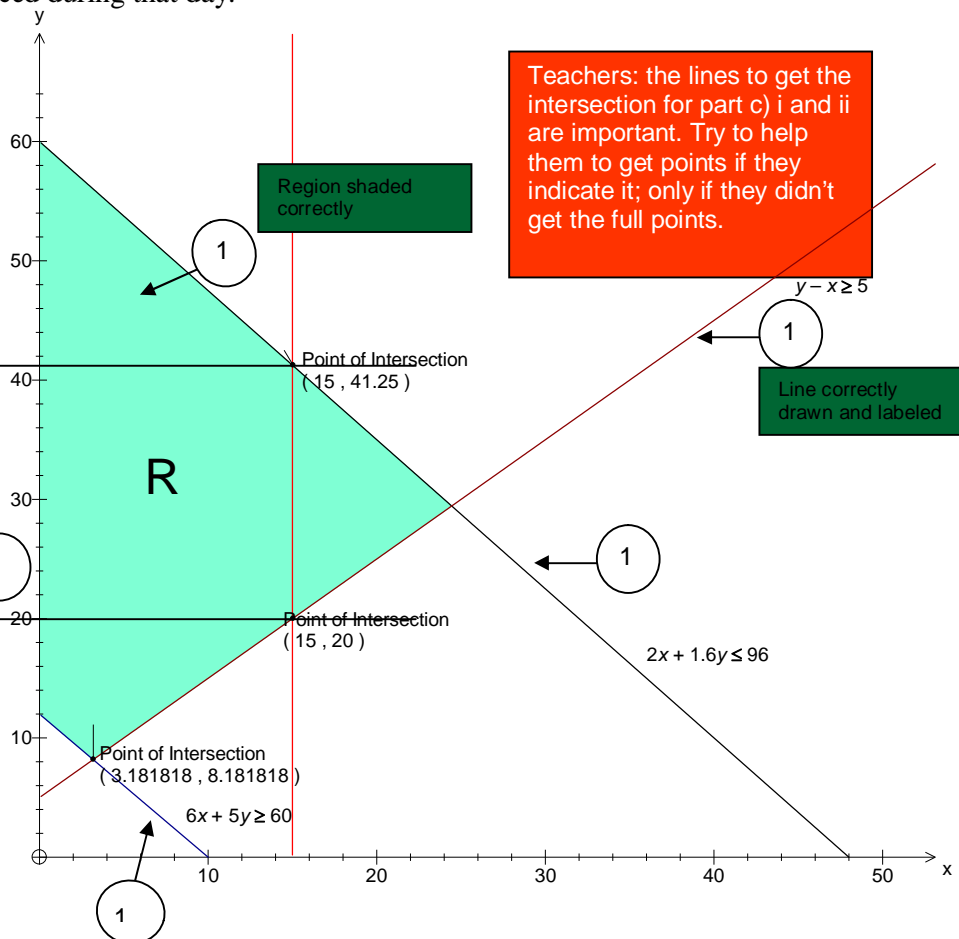 eed during that day.
y
Teachers: the lines to get the
intersection for part c) i and ii
are important. Try to help
them to get points if they
indicate it; only if they didn't
get the full points.
60
Region shaded
correctly
1
50
y – x ≥ 5
1
Point of Intersection
( 15 , 41.25 )
40
Line correctly
drawn and labeled
R
30
1
20
Point of Intersection
( 15 , 20 )
2x + 1.6y ≤ 96
10
Point of Intersection
( 3.181818 , 8.181818 )
6x + 5y ≥ 60
10
20
30
40
50
x
1